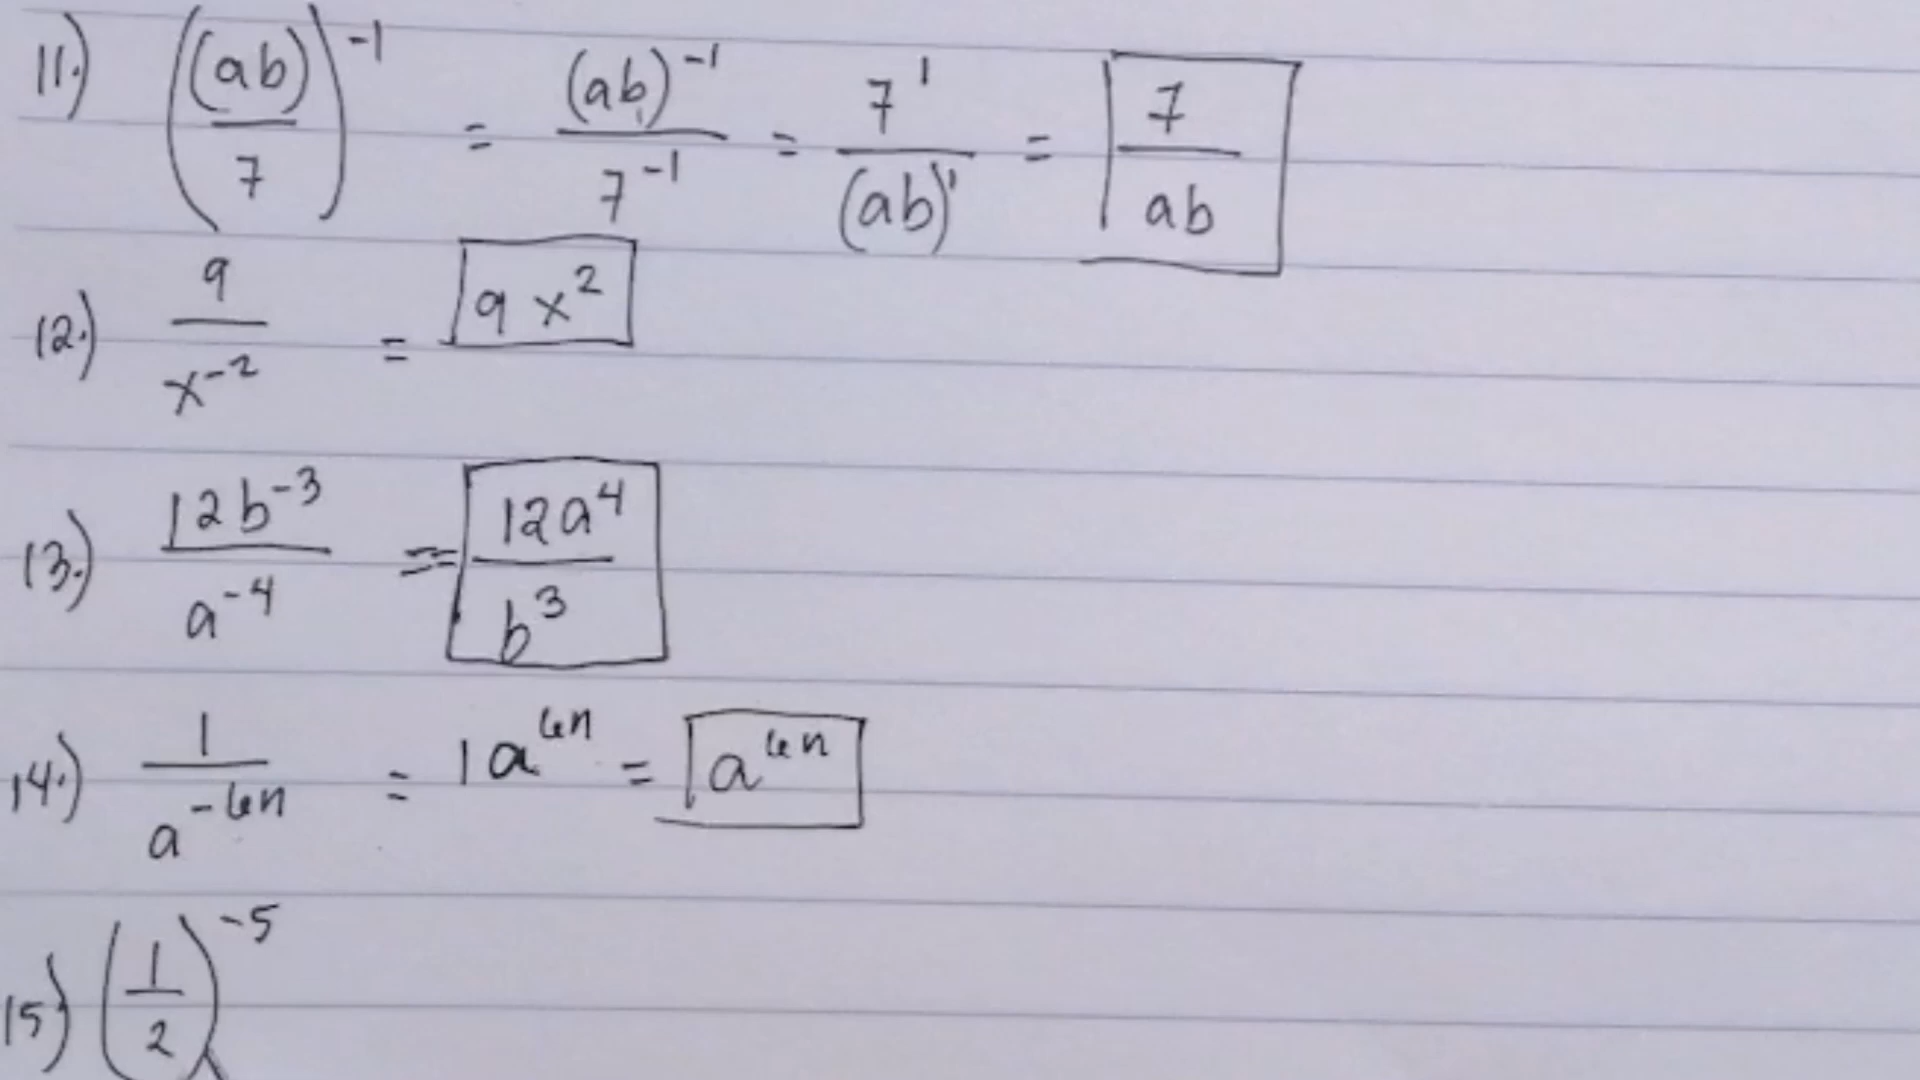 11.) ((ab)/7)^-1 = (ab)^-1/7^-1 = 7^1/(ab)^1 = 7/ab
12.) 9/x^-2 = 9x^2
13.) 12b^-3/a^-4 = 12a^4/b^3
14.) 1/a^-6n = 1a^6n = a^6n
15) (1/2)^-5